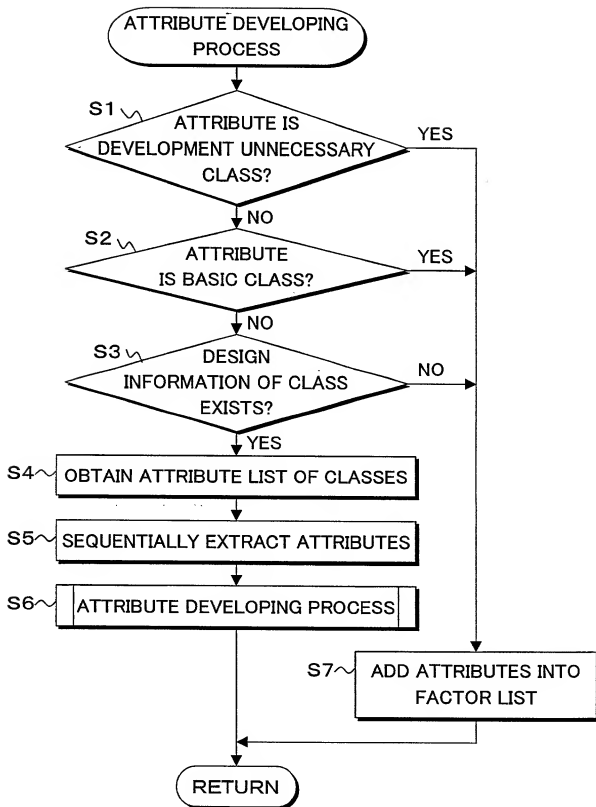 ATTRIBUTE DEVELOPING
PROCESS
S1
ATTRIBUTE IS
DEVELOPMENT UNNECESSARY
CLASS?
YES
NO
S2
ATTRIBUTE
IS BASIC CLASS?
YES
NO
S3
DESIGN
INFORMATION OF CLASS
EXISTS?
NO
YES
S4
OBTAIN ATTRIBUTE LIST OF CLASSES
S5
SEQUENTIALLY EXTRACT ATTRIBUTES
S6
ATTRIBUTE DEVELOPING PROCESS
S7
ADD ATTRIBUTES INTO
FACTOR LIST
RETURN